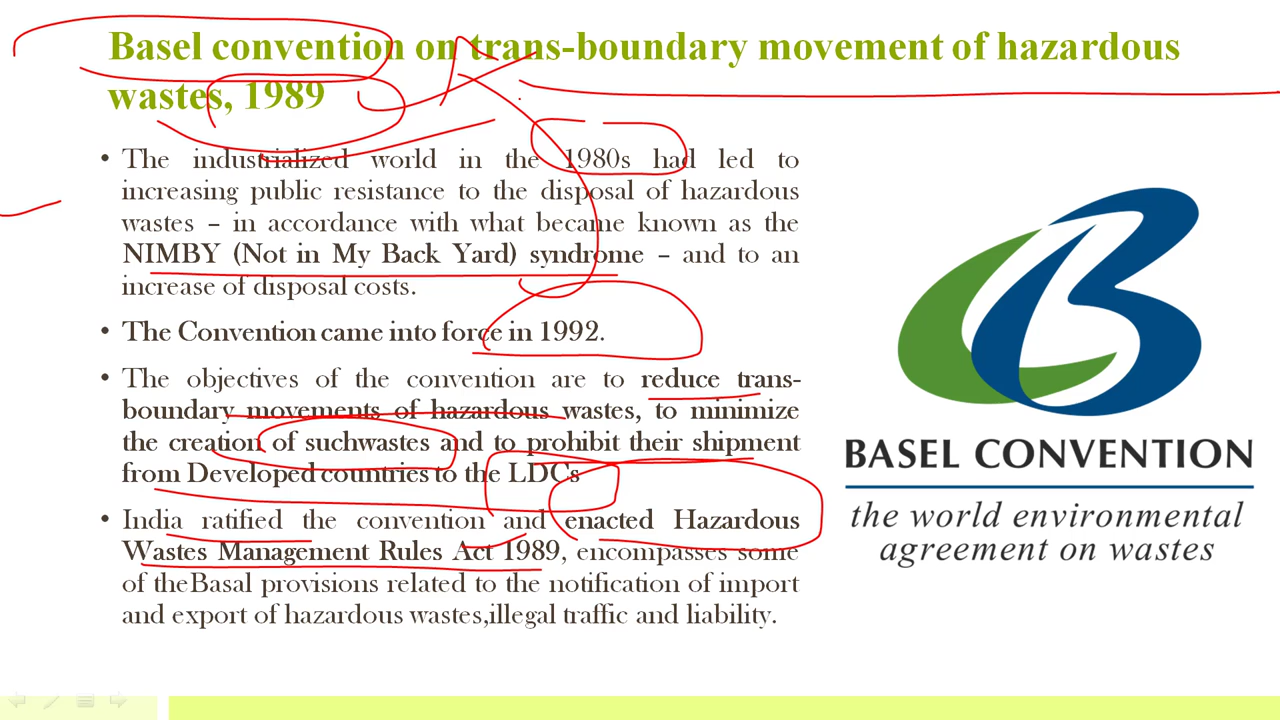 Basel convention on trans-boundary movement of hazardous
wastes, 1989
• The industrialized world in the 1980s had led to
increasing public resistance to the disposal of hazardous
wastes – in accordance with what became known as the
NIMBY (Not in My Back Yard) syndrome – and to an
increase of disposal costs.
• The Convention came into force in 1992.
• The objectives of the convention are to reduce trans-
boundary movements of hazardous wastes, to minimize
the creation of suchwastes and to prohibit their shipment
from Developed countries to the LDCs
• India ratified the convention and enacted Hazardous
Wastes Management Rules Act 1989, encompasses some
of theBasal provisions related to the notification of import
and export of hazardous wastes,illegal traffic and liability.
BASEL CONVENTION
the world environmental
agreement on wastes